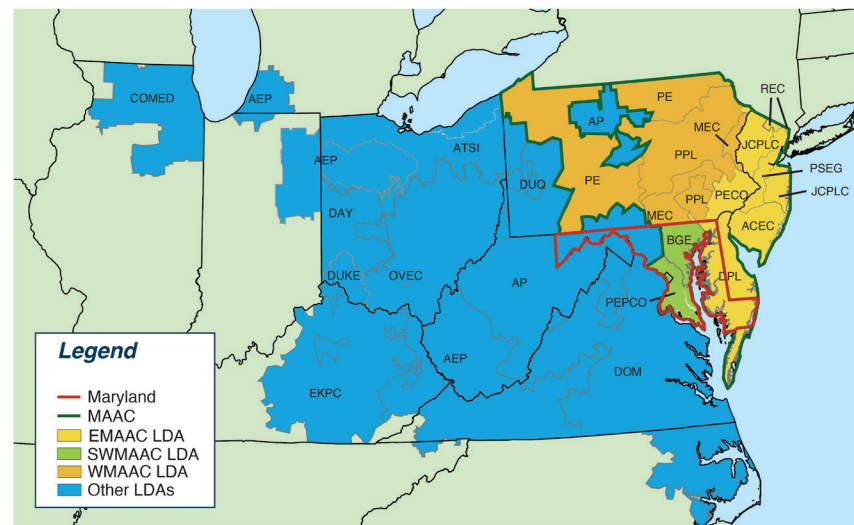 COMED
AEP
PE
PE
AP
REC
MEC
JCPLC
ATSI
AEP
PPL
PSEG
DUQ
PE
JCPLC
PPL
PECO
DAY
MEC
ACEC
BGE
DUKE
OVEC
AP
DPL
PEPCO
AEP
DOM
EKPC
Legend
Maryland
MAAC
EMAAC LDA
SWMAAC LDA
WMAAC LDA
Other LDAs